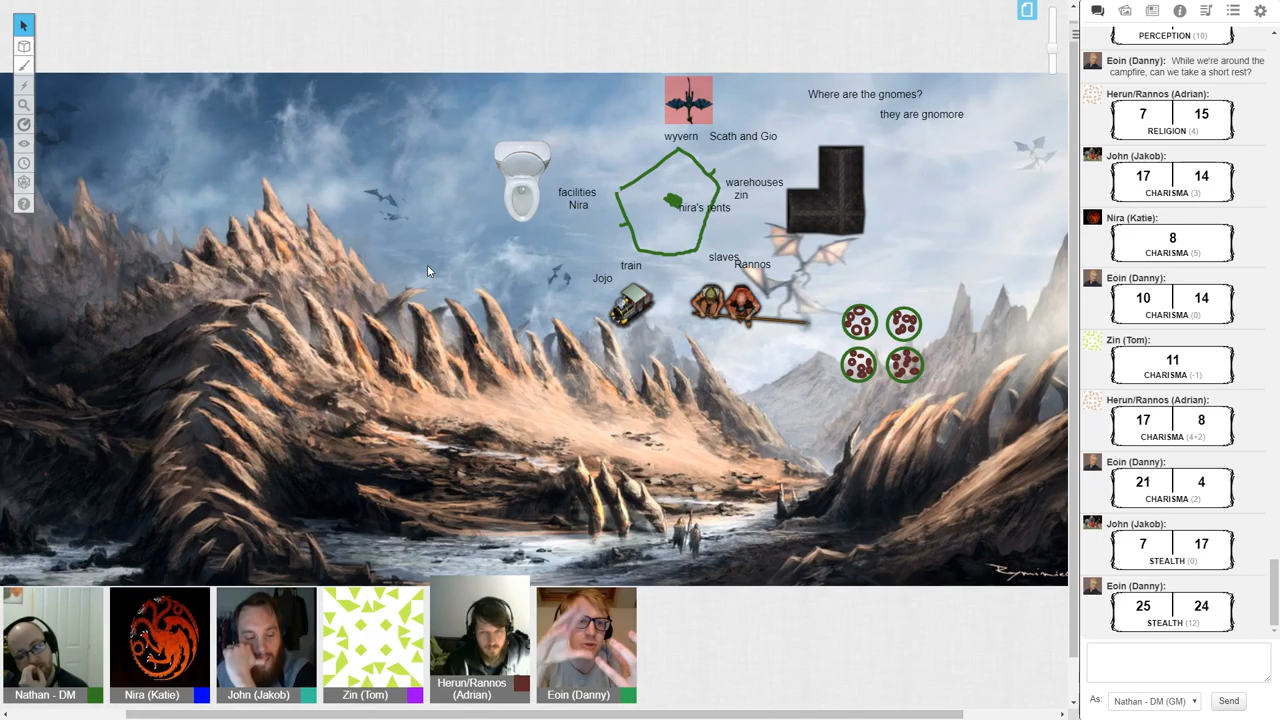 Where are the gnomes?
they are gnomore
wyvern
Scath and Gio
facilities
Nira
warehouses
zin
nira's rents
slaves
Rannos
train
Jojo
Nathan - DM
Nira (Katie)
John (Jakob)
Zin (Tom)
Herun/Rannos
(Adrian)
Eoin (Danny)
PERCEPTION (10)
Eoin (Danny): While we're around the
campfire, can we take a short rest?
Herun/Rannos (Adrian):
7 15
RELIGION (4)
John (Jakob):
17 14
CHARISMA (3)
Nira (Katie):
8
CHARISMA (5)
Eoin (Danny):
10 14
CHARISMA (0)
Zin (Tom):
11
CHARISMA (-1)
Herun/Rannos (Adrian):
17 8
CHARISMA (4+2)
Eoin (Danny):
21 4
CHARISMA (2)
John (Jakob):
7 17
STEALTH (0)
Eoin (Danny):
25 24
STEALTH (12)
As: Nathan - DM (GM) Send